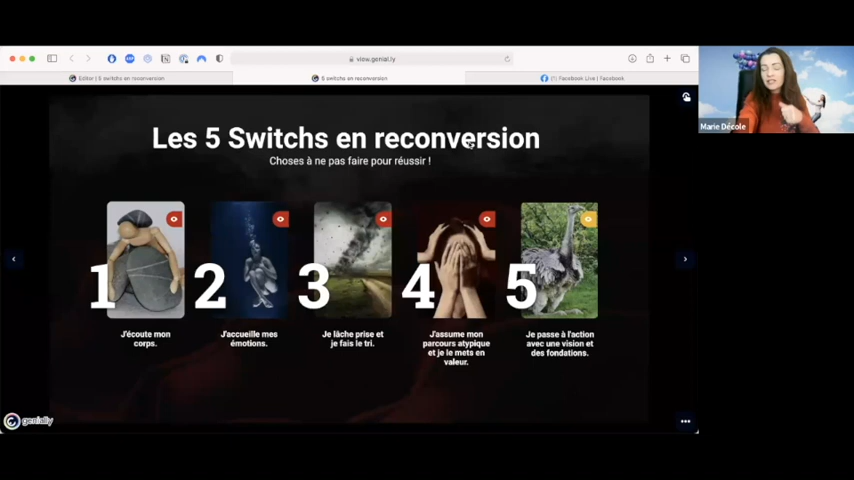 view.genial.ly
Editor | 5 switchs en reconversion
5 switchs en reconversion
(1) Facebook Live | Facebook
Marie Décole
Les 5 Switchs en reconversion
Choses à ne pas faire pour réussir !
1
2
3
4
5
J'écoute mon
corps.
J'accueille mes
émotions.
Je lâche prise et
je fais le tri.
J'assume mon
parcours atypique
et je le mets en
valeur.
Je passe à l'action
avec une vision et
des fondations.
genially